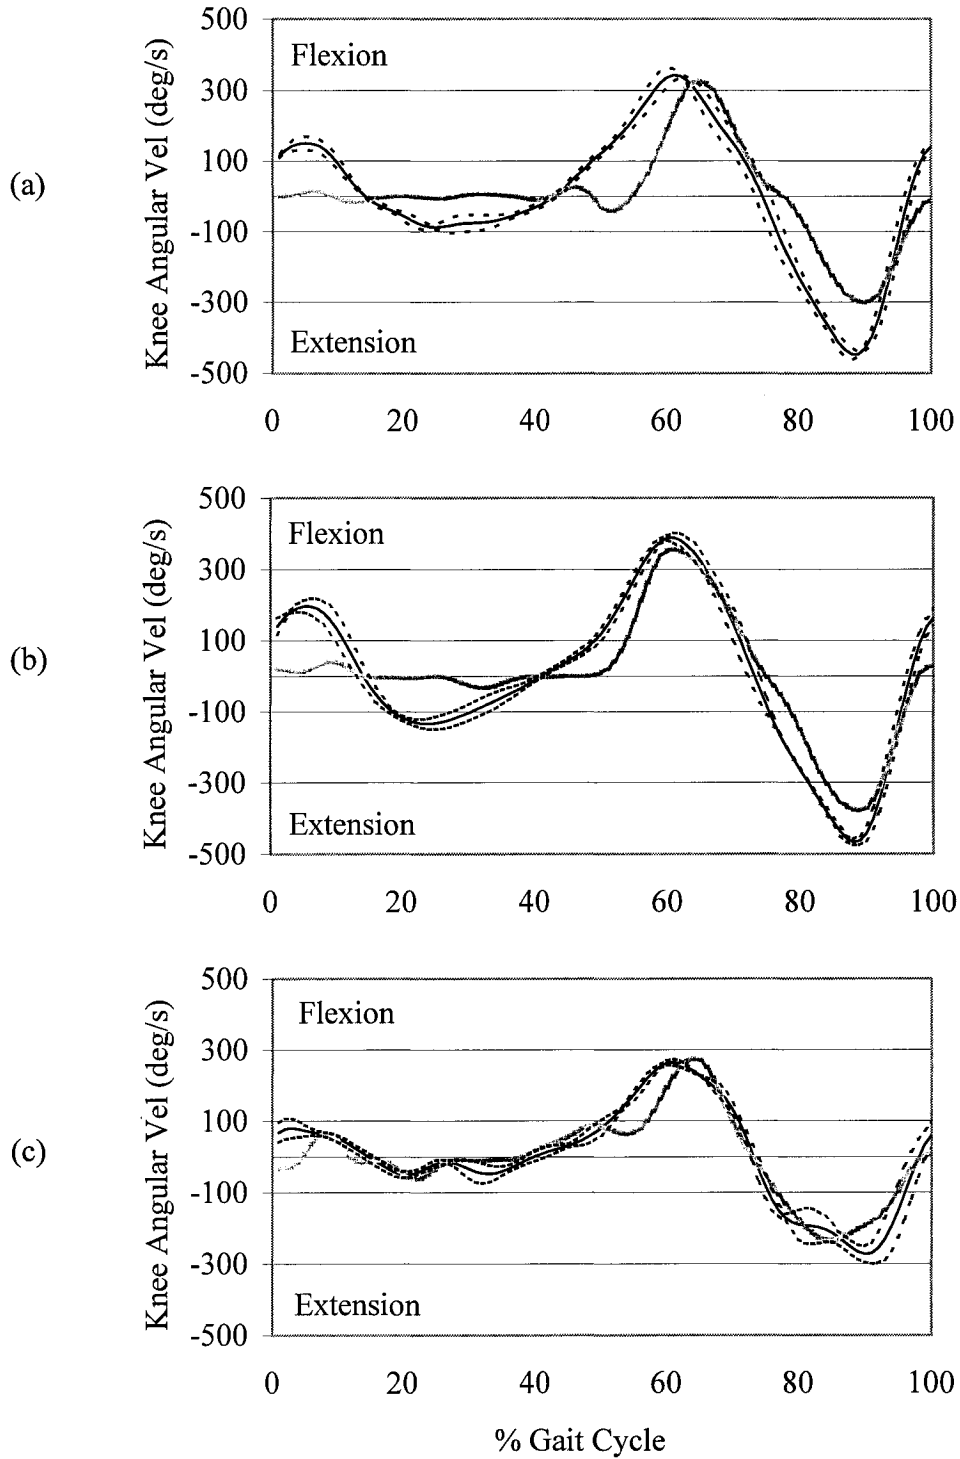 (a)
Knee Angular Vel (deg/s)
500
300
100
-100
-300
-500
Flexion
Extension
0 20 40 60 80 100
(b)
Knee Angular Vel (deg/s)
500
300
100
-100
-300
-500
Flexion
Extension
0 20 40 60 80 100
(c)
Knee Angular Vel (deg/s)
500
300
100
-100
-300
-500
Flexion
Extension
0 20 40 60 80 100
% Gait Cycle